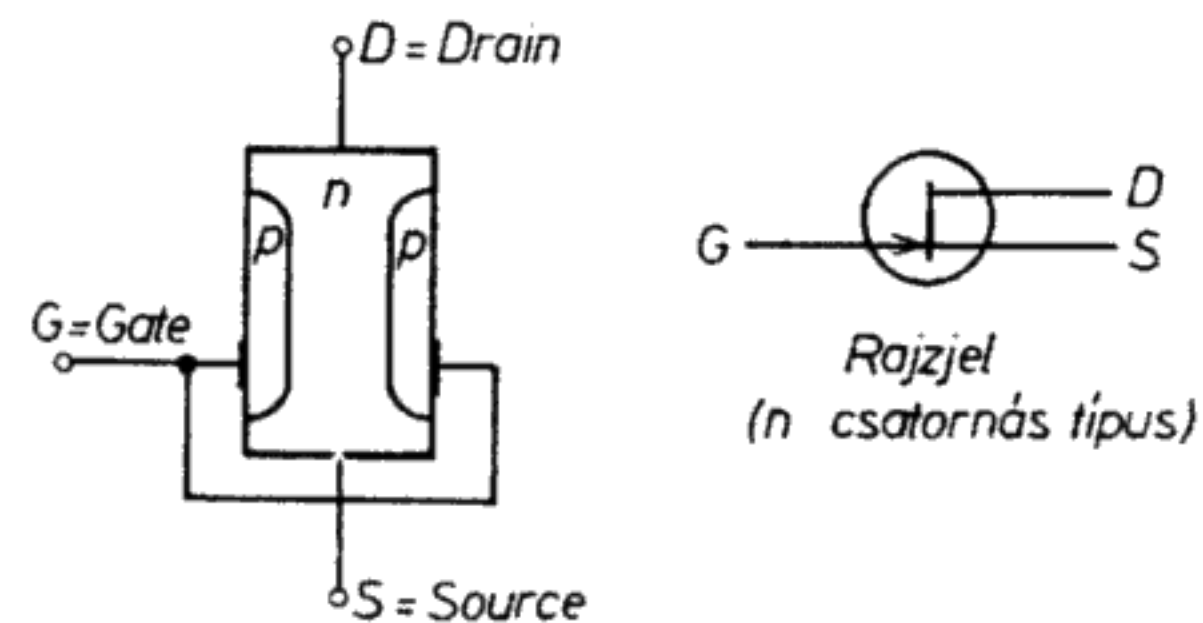 D = Drain
n
p
p
G = Gate
S = Source
G
D
S
Rajzjel
(n csatornás típus)